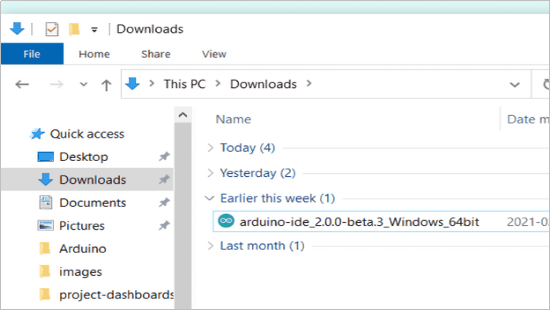 Downloads
File Home Share View
This PC Downloads
Name Date m
Quick access
Today (4)
Desktop
Yesterday (2)
Downloads
Earlier this week (1)
Documents
arduino-ide_2.0.0-beta.3_Windows_64bit 2021-0
Pictures
Arduino
Last month (1)
images
project-dashboards